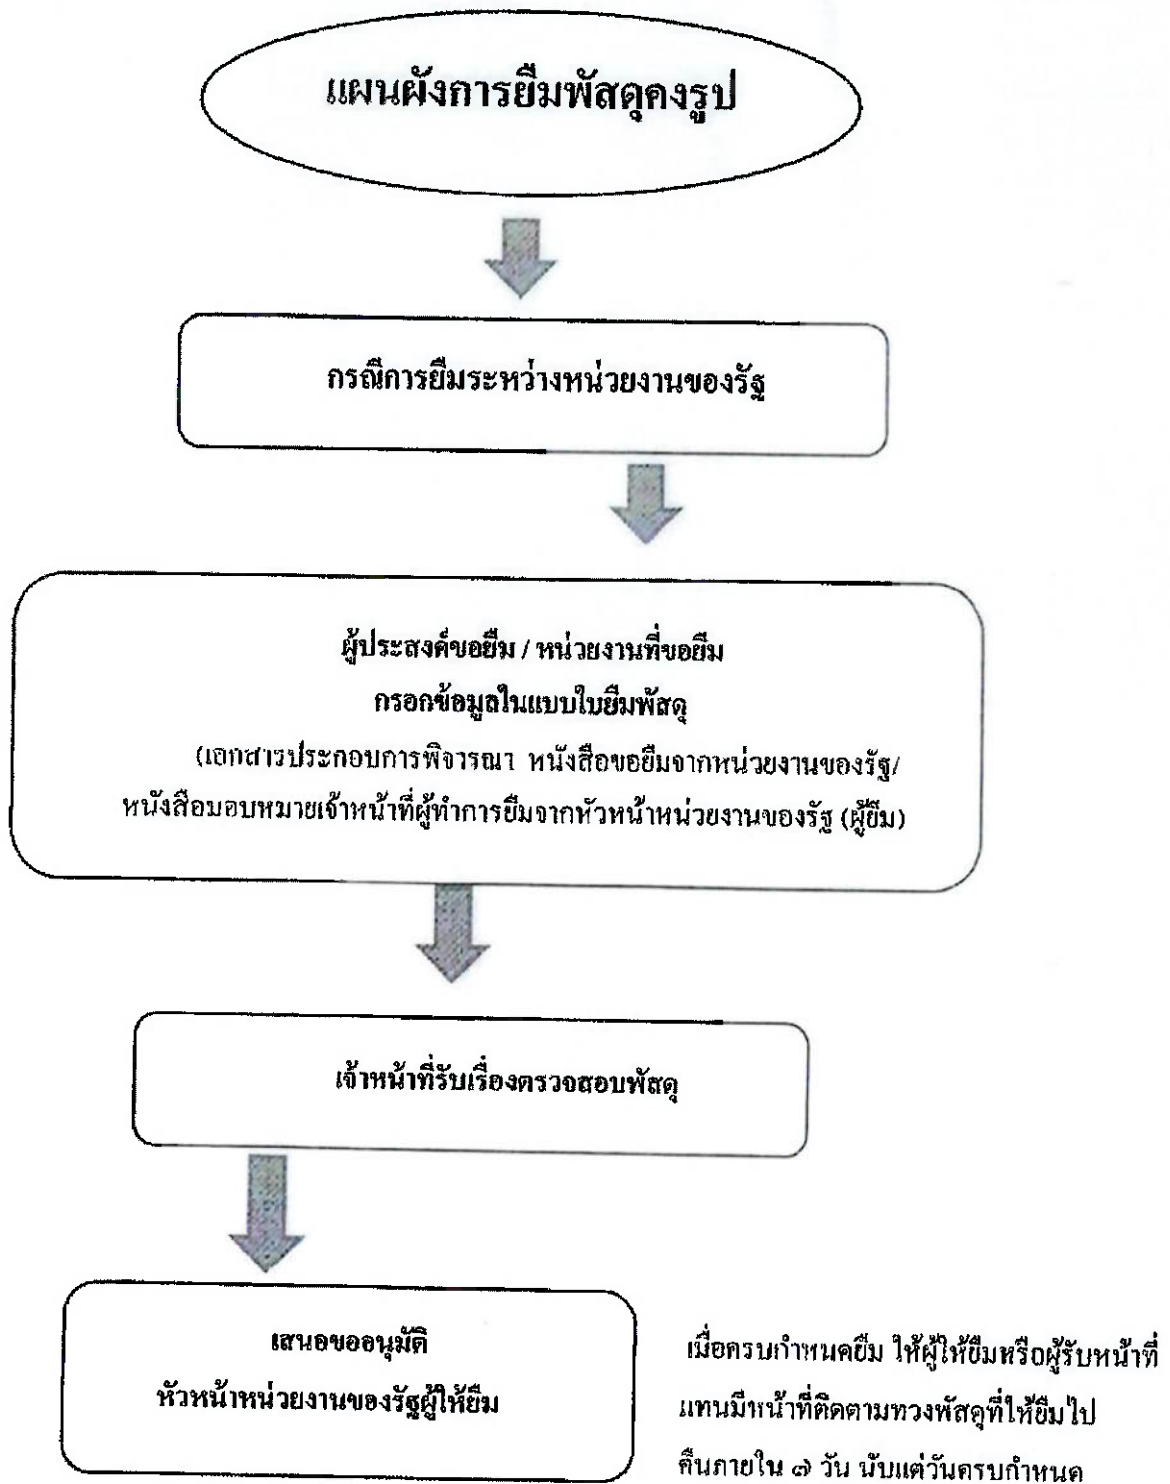 แผนผังการยืมพัสดุคงรูป
กรณีการยืมระหว่างหน่วยงานของรัฐ
ผู้ประสงค์ขอยืม / หน่วยงานที่ขอยืม
กรอกข้อมูลในแบบใบยืมพัสดุ
(เอกสารประกอบการพิจารณา หนังสือขอยืมจากหน่วยงานของรัฐ/
หนังสือมอบหมายเจ้าหน้าที่ผู้ทำการยืมจากหัวหน้าหน่วยงานของรัฐ (ผู้ยืม)
เจ้าหน้าที่รับเรื่องตรวจสอบพัสดุ
เสนอขออนุมัติ
หัวหน้าหน่วยงานของรัฐผู้ให้ยืม
เมื่อครบกำหนดยืม ให้ผู้ให้ยืมหรือผู้รับหน้าที่
แทนมีหน้าที่ติดตามทวงพัสดุที่ให้ยืมไป
คืนภายใน ๗ วัน นับแต่วันครบกำหนด